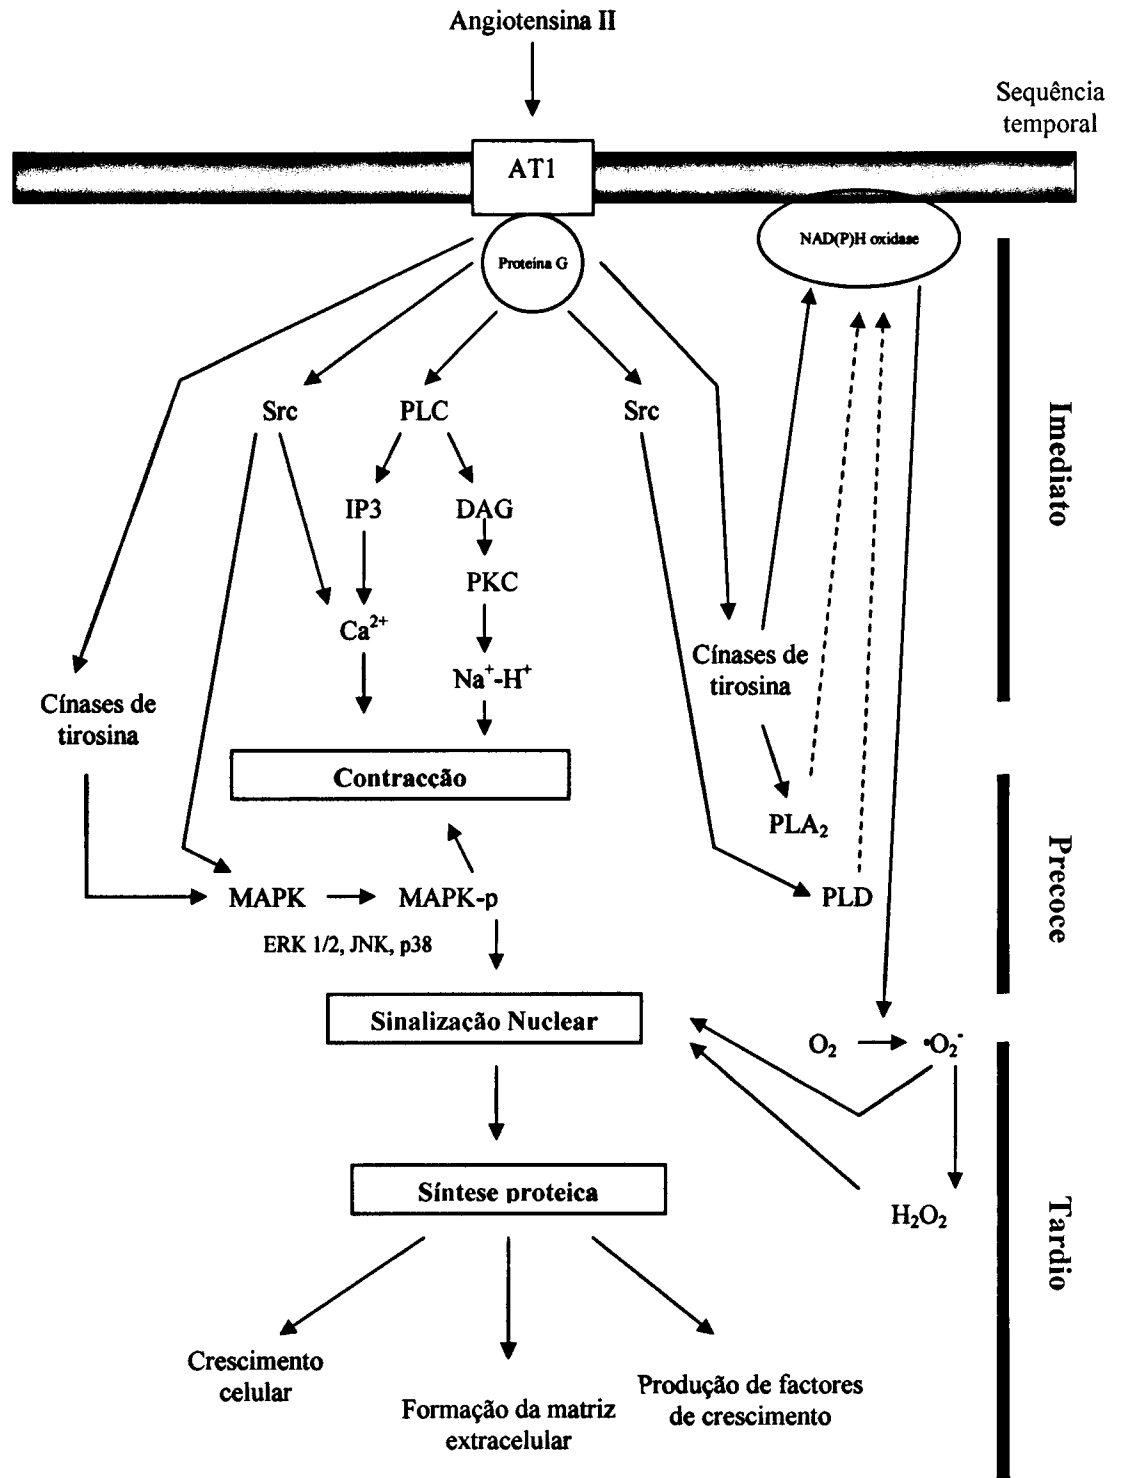 Angiotensina II
Sequência
temporal
AT1
NAD(P)H oxidase
Proteína G
Src
PLC
Src
Imediato
IP3
DAG
PKC
Ca²⁺
Cínases de
tirosina
Na⁺-H⁺
Cínases de
tirosina
Contracção
PLA₂
Precoce
MAPK
MAPK-p
PLD
ERK 1/2, JNK, p38
Sinalização Nuclear
O₂
•O₂⁻
Síntese proteica
H₂O₂
Tardio
Crescimento
celular
Formação da matriz
extracelular
Produção de factores
de crescimento